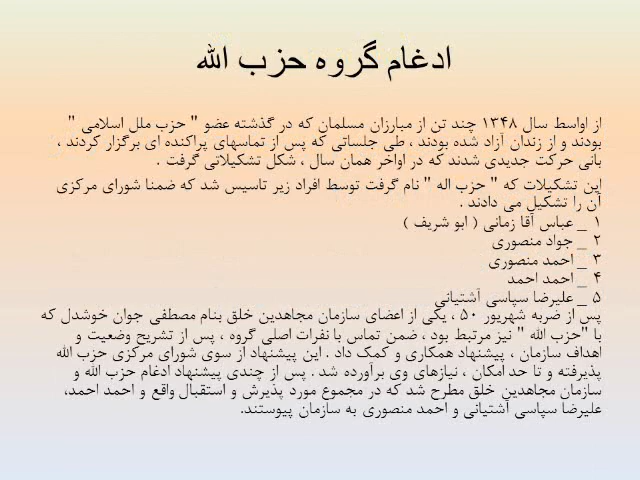 ادغام گروه حزب الله
از اواسط سال ۱۳۴۸ چند تن از مبارزان مسلمان که در گذشته عضو " حزب ملل اسلامی "
بودند و از زندان آزاد شده بودند ، طی جلساتی که پس از تماسهای پراکنده ای برگزار کردند ،
بانی حرکت جدیدی شدند که در اواخر همان سال ، شکل تشکیلاتی گرفت .
این تشکیلات که " حزب اله " نام گرفت توسط افراد زیر تاسیس شد که ضمنا شورای مرکزی
آن را تشکیل می دادند .
۱ _ عباس آقا زمانی ( ابو شریف )
۲ _ جواد منصوری
۳ _ احمد منصوری
۴ _ احمد احمد
۵ _ علیرضا سپاسی آشتیانی
پس از ضربه شهریور ۵۰ ، یکی از اعضای سازمان مجاهدین خلق بنام مصطفی جوان خوشدل که
با "حزب الله " نیز مرتبط بود ، ضمن تماس با نفرات اصلی گروه ، پس از تشریح وضعیت و
اهداف سازمان ، پیشنهاد همکاری و کمک داد . این پیشنهاد از سوی شورای مرکزی حزب الله
پذیرفته و تا حد امکان ، نیازهای وی برآورده شد . پس از چندی پیشنهاد ادغام حزب الله و
سازمان مجاهدین خلق مطرح شد که در مجموع مورد پذیرش و استقبال واقع و احمد احمد،
علیرضا سپاسی آشتیانی و احمد منصوری به سازمان پیوستند.